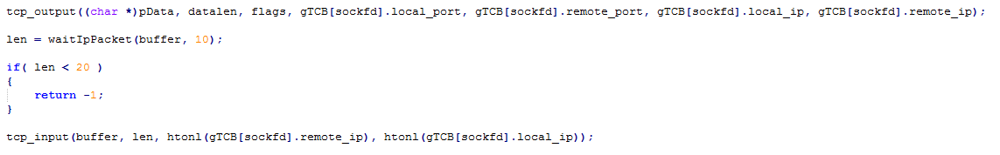 tcp_output((char *)pData, datalen, flags, gTCB[sockfd].local_port, gTCB[sockfd].remote_port, gTCB[sockfd].local_ip, gTCB[sockfd].remote_ip);
len = waitIpPacket(buffer, 10);
if( len < 20 )
{
return -1;
}
tcp_input(buffer, len, htonl(gTCB[sockfd].remote_ip), htonl(gTCB[sockfd].local_ip));